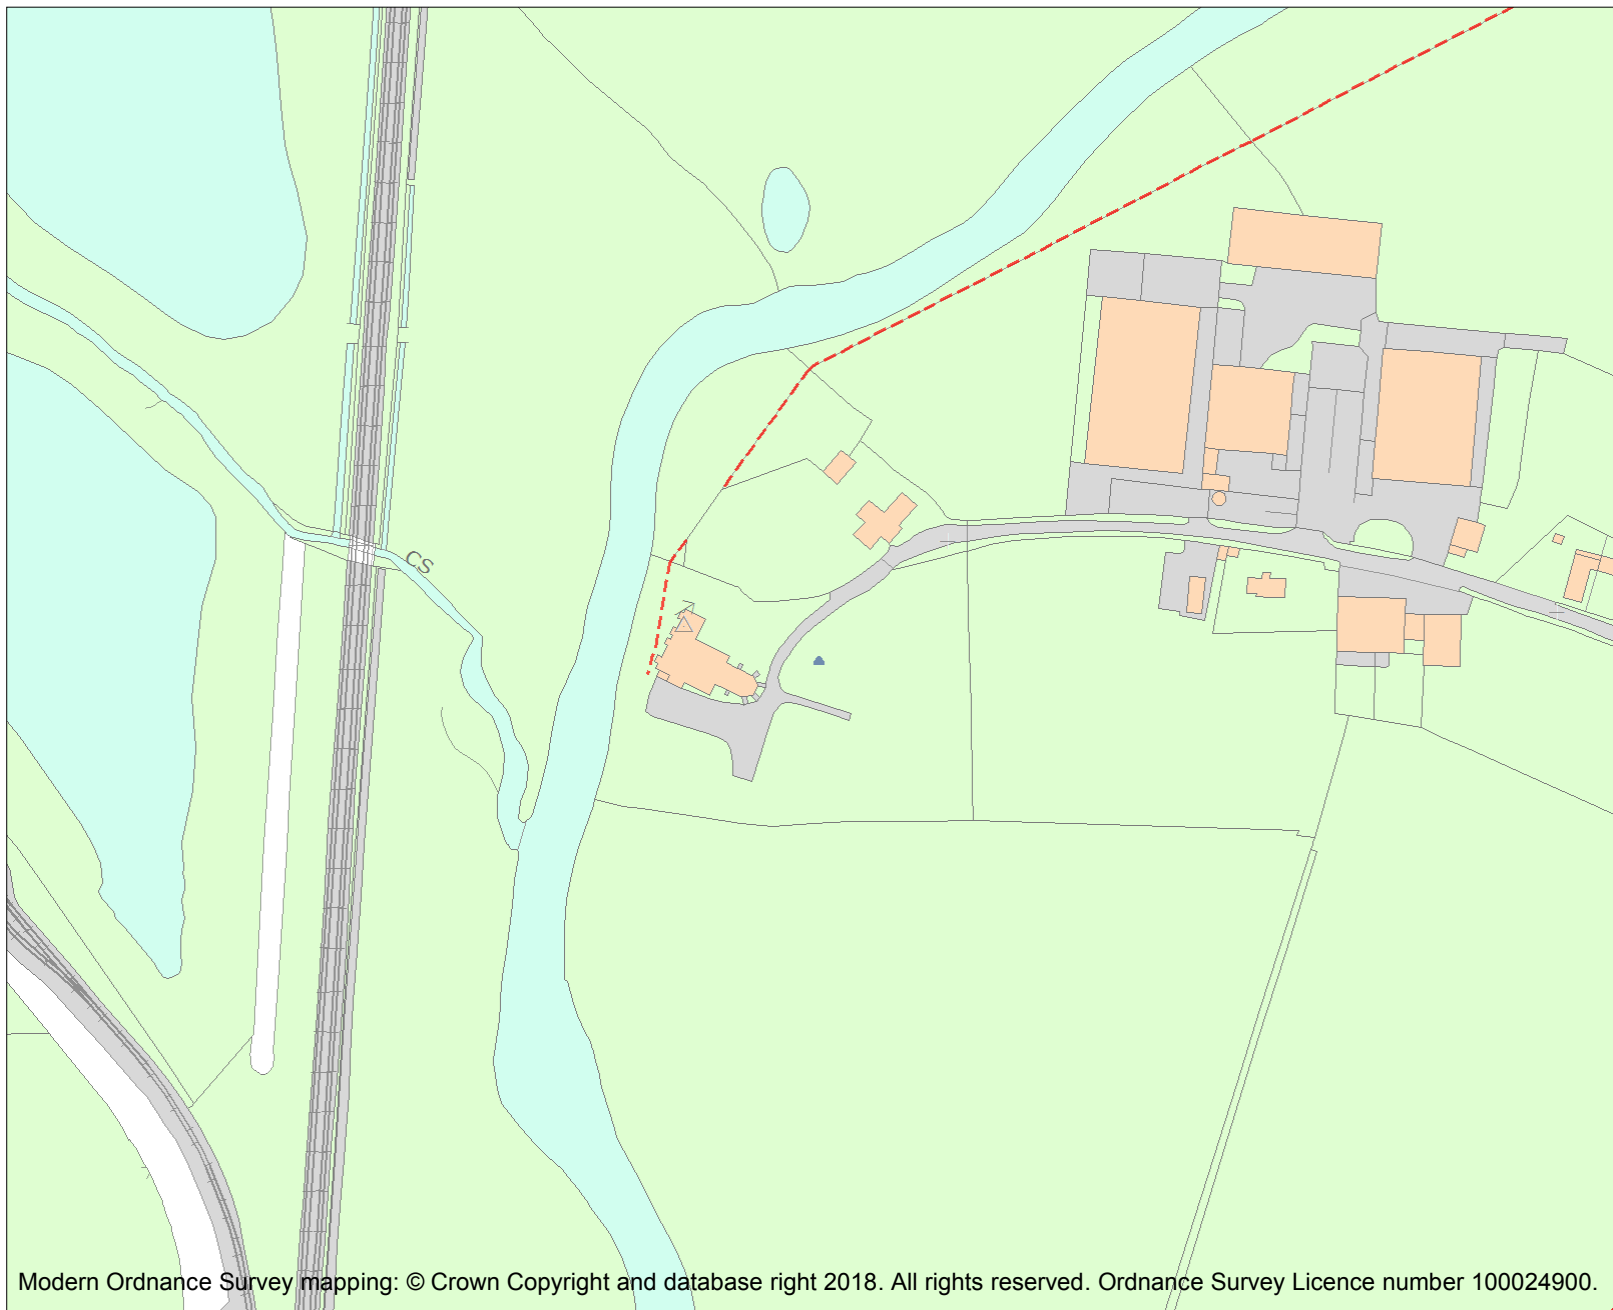 CS
Modern Ordnance Survey mapping: © Crown Copyright and database right 2018. All rights reserved. Ordnance Survey Licence number 100024900.